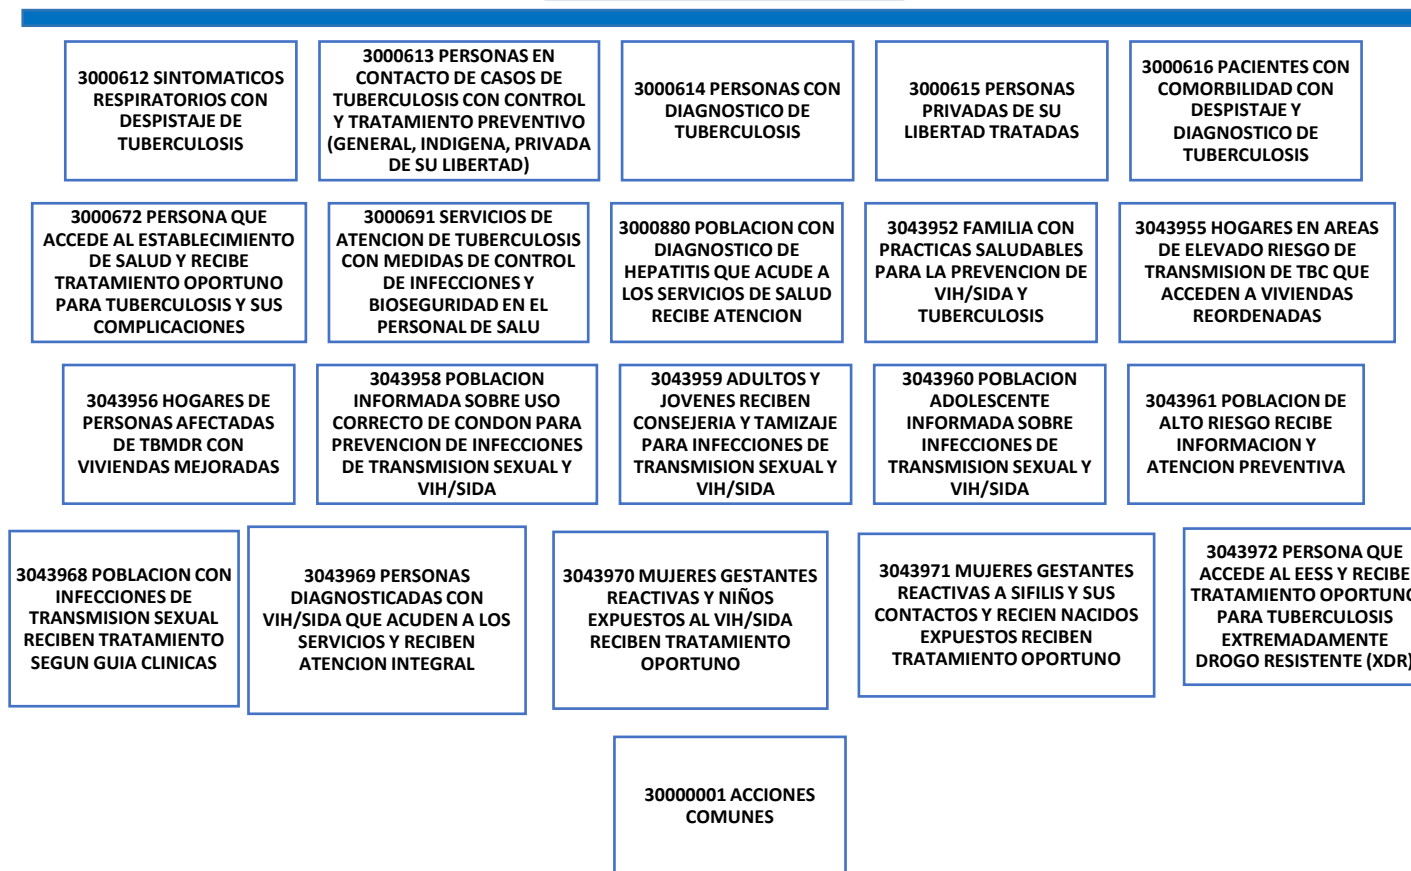 3000612 SINTOMATICOS
RESPIRATORIOS CON
DESPISTAJE DE
TUBERCULOSIS
3000613 PERSONAS EN
CONTACTO DE CASOS DE
TUBERCULOSIS CON CONTROL
Y TRATAMIENTO PREVENTIVO
(GENERAL, INDIGENA, PRIVADA
DE SU LIBERTAD)
3000614 PERSONAS CON
DIAGNOSTICO DE
TUBERCULOSIS
3000615 PERSONAS
PRIVADAS DE SU
LIBERTAD TRATADAS
3000616 PACIENTES CON
COMORBILIDAD CON
DESPISTAJE Y
DIAGNOSTICO DE
TUBERCULOSIS
3000672 PERSONA QUE
ACCEDE AL ESTABLECIMIENTO
DE SALUD Y RECIBE
TRATAMIENTO OPORTUNO
PARA TUBERCULOSIS Y SUS
COMPLICACIONES
3000691 SERVICIOS DE
ATENCION DE TUBERCULOSIS
CON MEDIDAS DE CONTROL
DE INFECCIONES Y
BIOSEGURIDAD EN EL
PERSONAL DE SALU
3000880 POBLACION CON
DIAGNOSTICO DE
HEPATITIS QUE ACUDE A
LOS SERVICIOS DE SALUD
RECIBE ATENCION
3043952 FAMILIA CON
PRACTICAS SALUDABLES
PARA LA PREVENCION DE
VIH/SIDA Y
TUBERCULOSIS
3043955 HOGARES EN AREAS
DE ELEVADO RIESGO DE
TRANSMISION DE TBC QUE
ACCEDEN A VIVIENDAS
REORDENADAS
3043956 HOGARES DE
PERSONAS AFECTADAS
DE TBMDR CON
VIVIENDAS MEJORADAS
3043958 POBLACION
INFORMADA SOBRE USO
CORRECTO DE CONDON PARA
PREVENCION DE INFECCIONES
DE TRANSMISION SEXUAL Y
VIH/SIDA
3043959 ADULTOS Y
JOVENES RECIBEN
CONSEJERIA Y TAMIZAJE
PARA INFECCIONES DE
TRANSMISION SEXUAL Y
VIH/SIDA
3043960 POBLACION
ADOLESCENTE
INFORMADA SOBRE
INFECCIONES DE
TRANSMISION SEXUAL Y
VIH/SIDA
3043961 POBLACION DE
ALTO RIESGO RECIBE
INFORMACION Y
ATENCION PREVENTIVA
3043968 POBLACION CON
INFECCIONES DE
TRANSMISION SEXUAL
RECIBEN TRATAMIENTO
SEGUN GUIA CLINICAS
3043969 PERSONAS
DIAGNOSTICADAS CON
VIH/SIDA QUE ACUDEN A LOS
SERVICIOS Y RECIBEN
ATENCION INTEGRAL
3043970 MUJERES GESTANTES
REACTIVAS Y NIÑOS
EXPUESTOS AL VIH/SIDA
RECIBEN TRATAMIENTO
OPORTUNO
3043971 MUJERES GESTANTES
REACTIVAS A SIFILIS Y SUS
CONTACTOS Y RECIEN NACIDOS
EXPUESTOS RECIBEN
TRATAMIENTO OPORTUNO
3043972 PERSONA QUE
ACCEDE AL EESS Y RECIBE
TRATAMIENTO OPORTUNO
PARA TUBERCULOSIS
EXTREMADAMENTE
DROGO RESISTENTE (XDR)
30000001 ACCIONES
COMUNES